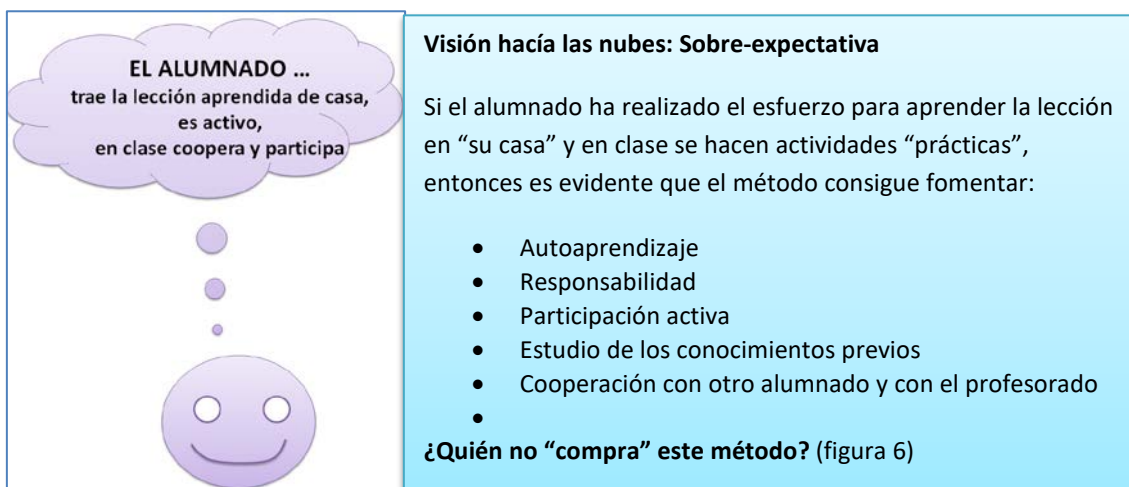 EL ALUMNADO ...
trae la lección aprendida de casa,
es activo,
en clase coopera y participa
Visión hacía las nubes: Sobre-expectativa
Si el alumnado ha realizado el esfuerzo para aprender la lección
en “su casa” y en clase se hacen actividades “prácticas”,
entonces es evidente que el método consigue fomentar:
• Autoaprendizaje
• Responsabilidad
• Participación activa
• Estudio de los conocimientos previos
• Cooperación con otro alumnado y con el profesorado
•
¿Quién no “compra” este método? (figura 6)